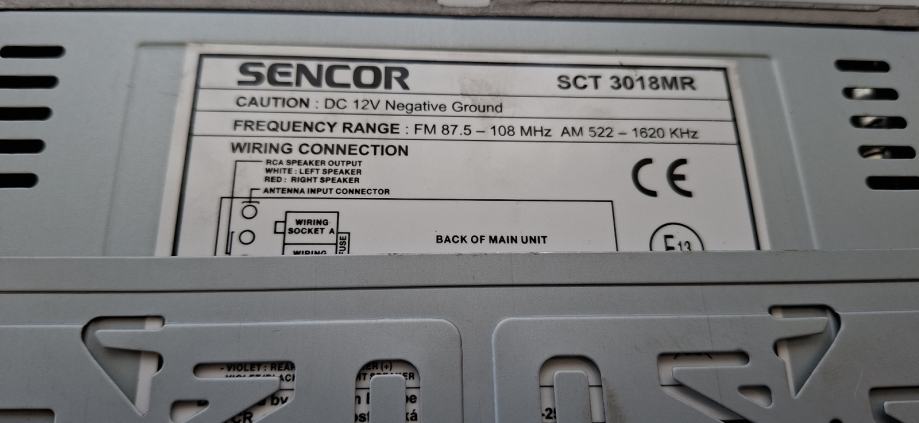 SENCOR SCT 3018MR
CAUTION : DC 12V Negative Ground
FREQUENCY RANGE : FM 87.5 – 108 MHz AM 522 – 1620 KHz
WIRING CONNECTION
RCA SPEAKER OUTPUT
WHITE : LEFT SPEAKER
RED : RIGHT SPEAKER
ANTENNA INPUT CONNECTOR
CE
WIRING
SOCKET A
BACK OF MAIN UNIT
WIRING
E13
- VIOLET : REAR